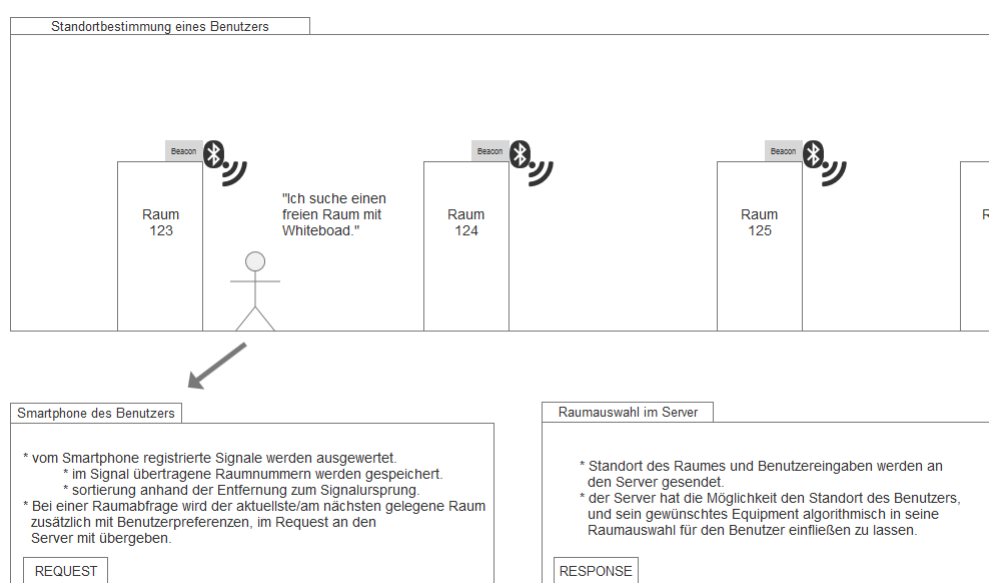 Standortbestimmung eines Benutzers
Beacon
Beacon
Beacon
Raum
123
"Ich suche einen
freien Raum mit
Whiteboad."
Raum
124
Raum
125
R
Smartphone des Benutzers
* vom Smartphone registrierte Signale werden ausgewertet.
* im Signal übertragene Raumnummern werden gespeichert.
* sortierung anhand der Entfernung zum Signalursprung.
* Bei einer Raumabfrage wird der aktuellste/am nächsten gelegene Raum
zusätzlich mit Benutzerpreferenzen, im Request an den
Server mit übergeben.
REQUEST
Raumauswahl im Server
* Standort des Raumes und Benutzereingaben werden an
den Server gesendet.
* der Server hat die Möglichkeit den Standort des Benutzers,
und sein gewünschtes Equipment algorithmisch in seine
Raumauswahl für den Benutzer einfließen zu lassen.
RESPONSE